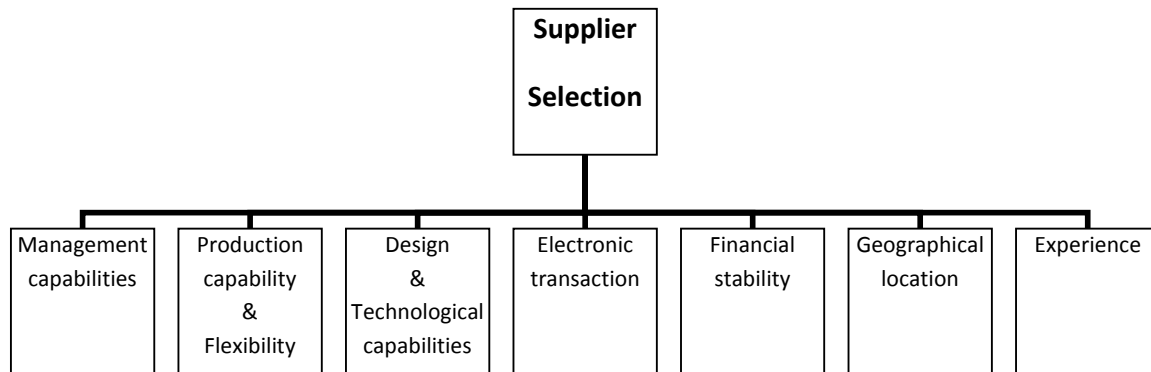 Supplier
Selection
Management
capabilities
Production
capability
&
Flexibility
Design
&
Technological
capabilities
Electronic
transaction
Financial
stability
Geographical
location
Experience